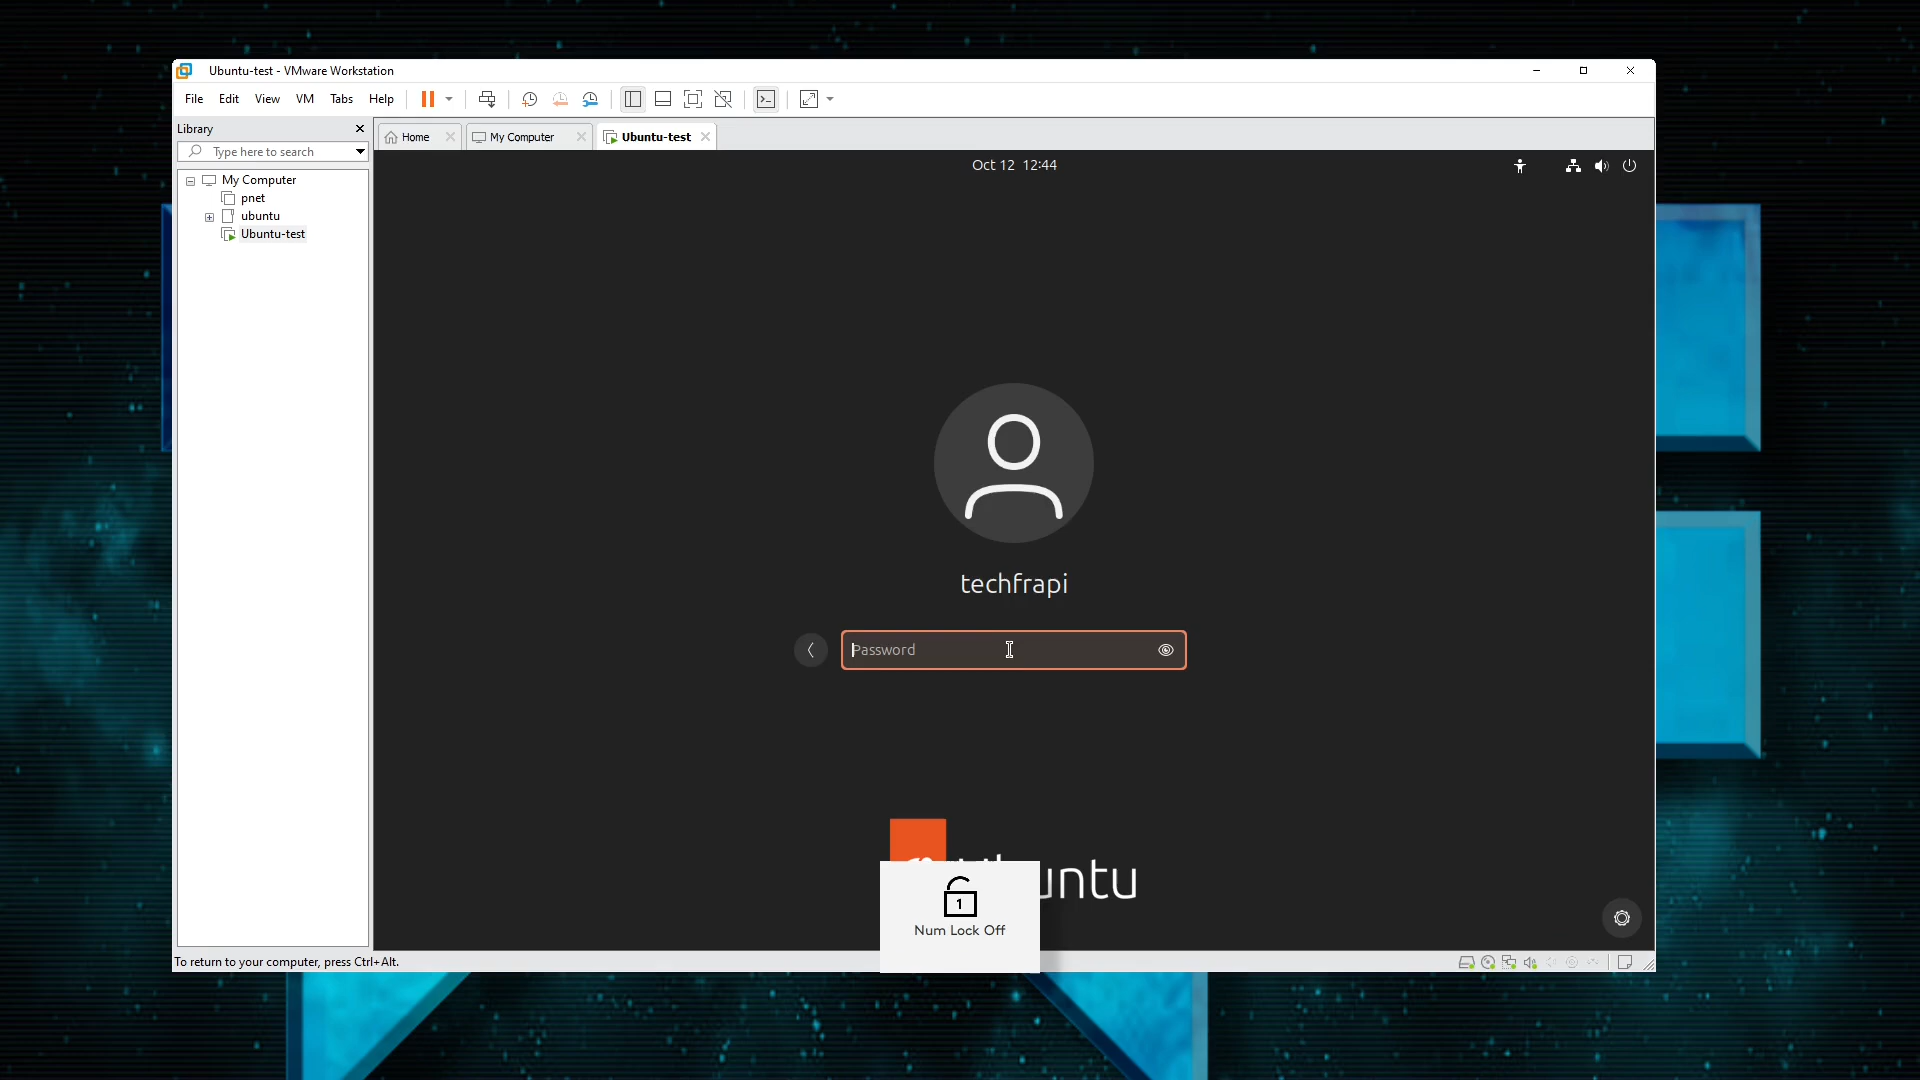 Ubuntu-test - VMware Workstation
File Edit View VM Tabs Help
Library
Type here to search
My Computer
pnet
ubuntu
Ubuntu-test
Home
My Computer
Ubuntu-test
Oct 12 12:44
techfrapi
Password
untu
1
Num Lock Off
To return to your computer, press Ctrl+Alt.